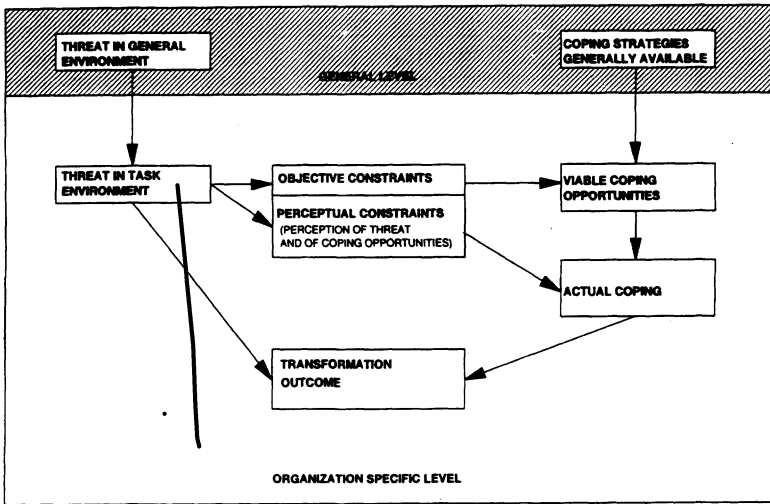 THREAT IN GENERAL
ENVIRONMENT
COPING STRATEGIES
GENERALLY AVAILABLE
GENERAL LEVEL
THREAT IN TASK
ENVIRONMENT
OBJECTIVE CONSTRAINTS
PERCEPTUAL CONSTRAINTS
(PERCEPTION OF THREAT
AND OF COPING OPPORTUNITIES)
VIABLE COPING
OPPORTUNITIES
ACTUAL COPING
TRANSFORMATION
OUTCOME
ORGANIZATION SPECIFIC LEVEL